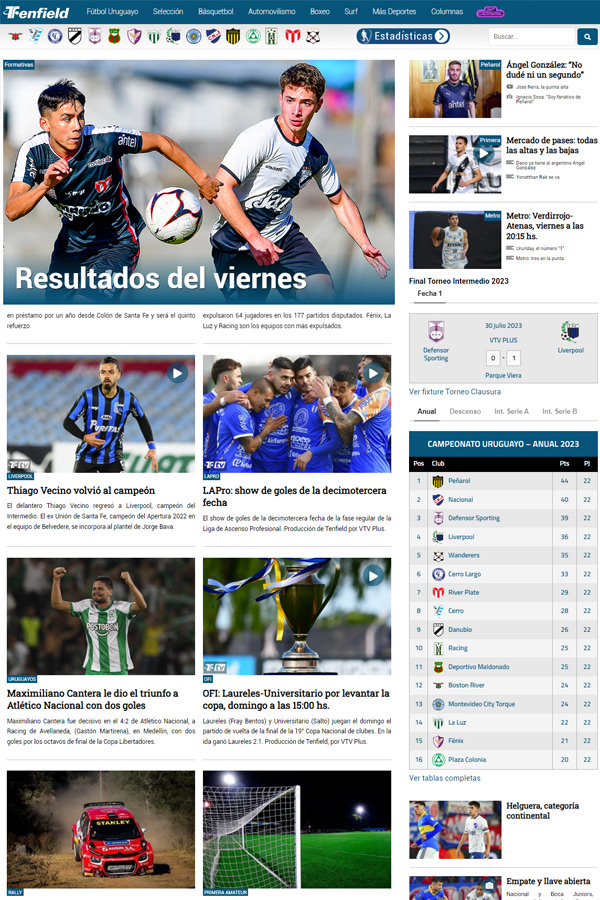 Tenfield
Fútbol Uruguayo Selección Básquetbol Automovilismo Boxeo Surf Más Deportes Columnas
Estadísticas
Buscar...
Formativas
Resultados del viernes
en préstamo por un año desde Colón de Santa Fe y será el quinto
refuerzo.
expulsaron 64 jugadores en los 177 partidos disputados. Fénix, La
Luz y Racing son los equipos con más expulsados.
LIVERPOOL
Thiago Vecino volvió al campeón
El delantero Thiago Vecino regresó a Liverpool, campeón del
Intermedio. El ex Unión de Santa Fe, campeón del Apertura 2022 en
el equipo de Belvedere, se incorpora al plantel de Jorge Bava.
LAPRO
LAPro: show de goles de la decimotercera
fecha
El show de goles de la decimotercera fecha de la fase regular de la
Liga de Ascenso Profesional. Producción de Tenfield por VTV Plus.
POSTOBÓN
URUGUAYOS
Maximiliano Cantera le dio el triunfo a
Atlético Nacional con dos goles
Maximiliano Cantera fue decisivo en el 4:2 de Atlético Nacional, a
Racing de Avellaneda, (Gastón Martirena), en Medellín, con dos
goles por los octavos de final de la Copa Libertadores.
OFI
OFI: Laureles-Universitario por levantar la
copa, domingo a las 15:00 hs.
Laureles (Fray Bentos) y Universitario (Salto) juegan el domingo el
partido de vuelta de la final de la 19° Copa Nacional de clubes. En la
ida ganó Laureles 2:1. Producción de Tenfield, por VTV Plus.
STANLEY
RALLY
PRIMERA AMATEUR
Peñarol
Ángel González: “No
dudé ni un segundo”
José Neris, la quinta alta
Ignacio Sosa: "Soy fanático de
Peñarol"
Primera
Mercado de pases: todas
las altas y las bajas
Darío ya tiene al argentino Ángel
González
Yonatthan Rak se va
Metro
Metro: Verdirrojo-
Atenas, viernes a las
20:15 hs.
Urunday, el número "1"
Metro: tres en la punta
Final Torneo Intermedio 2023
Fecha 1
30 julio 2023
VTV PLUS
Defensor
Sporting
0 - 1
Liverpool
Parque Viera
Ver fixture Torneo Clausura
Anual Descenso Int. Serie A Int. Serie B
CAMPEONATO URUGUAYO – ANUAL 2023
Pos Club Pts PJ
1 Peñarol 44 22
2 Nacional 40 22
3 Defensor Sporting 39 22
4 Liverpool 36 22
5 Wanderers 35 22
6 Cerro Largo 33 22
7 River Plate 29 22
8 Cerro 28 22
9 Danubio 26 22
10 Racing 25 22
11 Deportivo Maldonado 25 22
12 Boston River 24 22
13 Montevideo City Torque 24 22
14 La Luz 22 22
15 Fénix 21 22
16 Plaza Colonia 20 22
Ver tablas completas
Helguera, categoría
continental
Empate y llave abierta
Nacional y Boca Juniors,